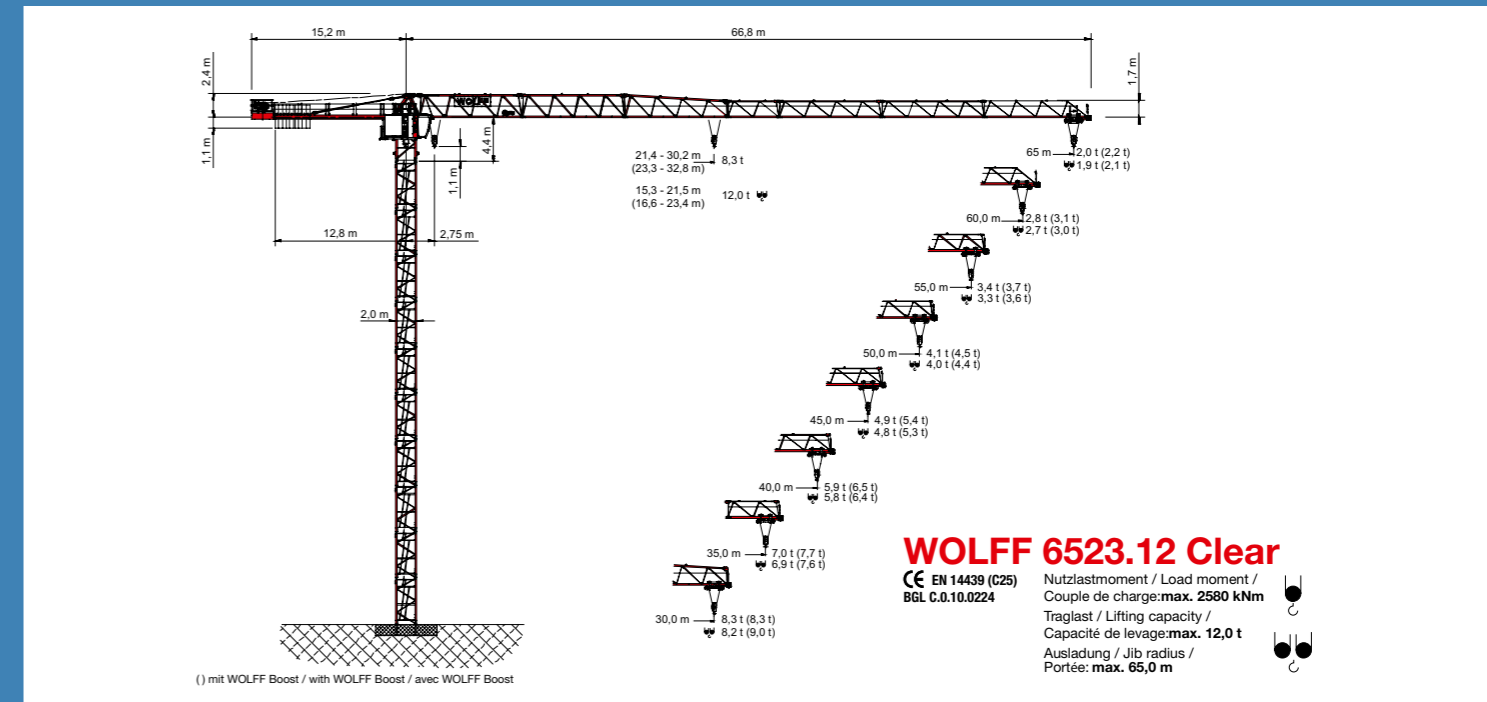 15,2 m
66,8 m
2,4 m
1,7 m
WOLFF
1,1 m
4,4 m
1,1 m
21,4 - 30,2 m
(23,3 - 32,8 m)
8,3 t
15,3 - 21,5 m
(16,6 - 23,4 m)
12,0 t
65 m
2,0 t (2,2 t)
1,9 t (2,1 t)
60,0 m
2,8 t (3,1 t)
2,7 t (3,0 t)
12,8 m
2,75 m
55,0 m
3,4 t (3,7 t)
3,3 t (3,6 t)
2,0 m
50,0 m
4,1 t (4,5 t)
4,0 t (4,4 t)
45,0 m
4,9 t (5,4 t)
4,8 t (5,3 t)
40,0 m
5,9 t (6,5 t)
5,8 t (6,4 t)
35,0 m
7,0 t (7,7 t)
6,9 t (7,6 t)
30,0 m
8,3 t (8,3 t)
8,2 t (9,0 t)
WOLFF 6523.12 Clear
CE EN 14439 (C25)
BGL C.0.10.0224
Nutzlastmoment / Load moment /
Couple de charge:max. 2580 kNm
Traglast / Lifting capacity /
Capacité de levage:max. 12,0 t
Ausladung / Jib radius /
Portée: max. 65,0 m
( ) mit WOLFF Boost / with WOLFF Boost / avec WOLFF Boost